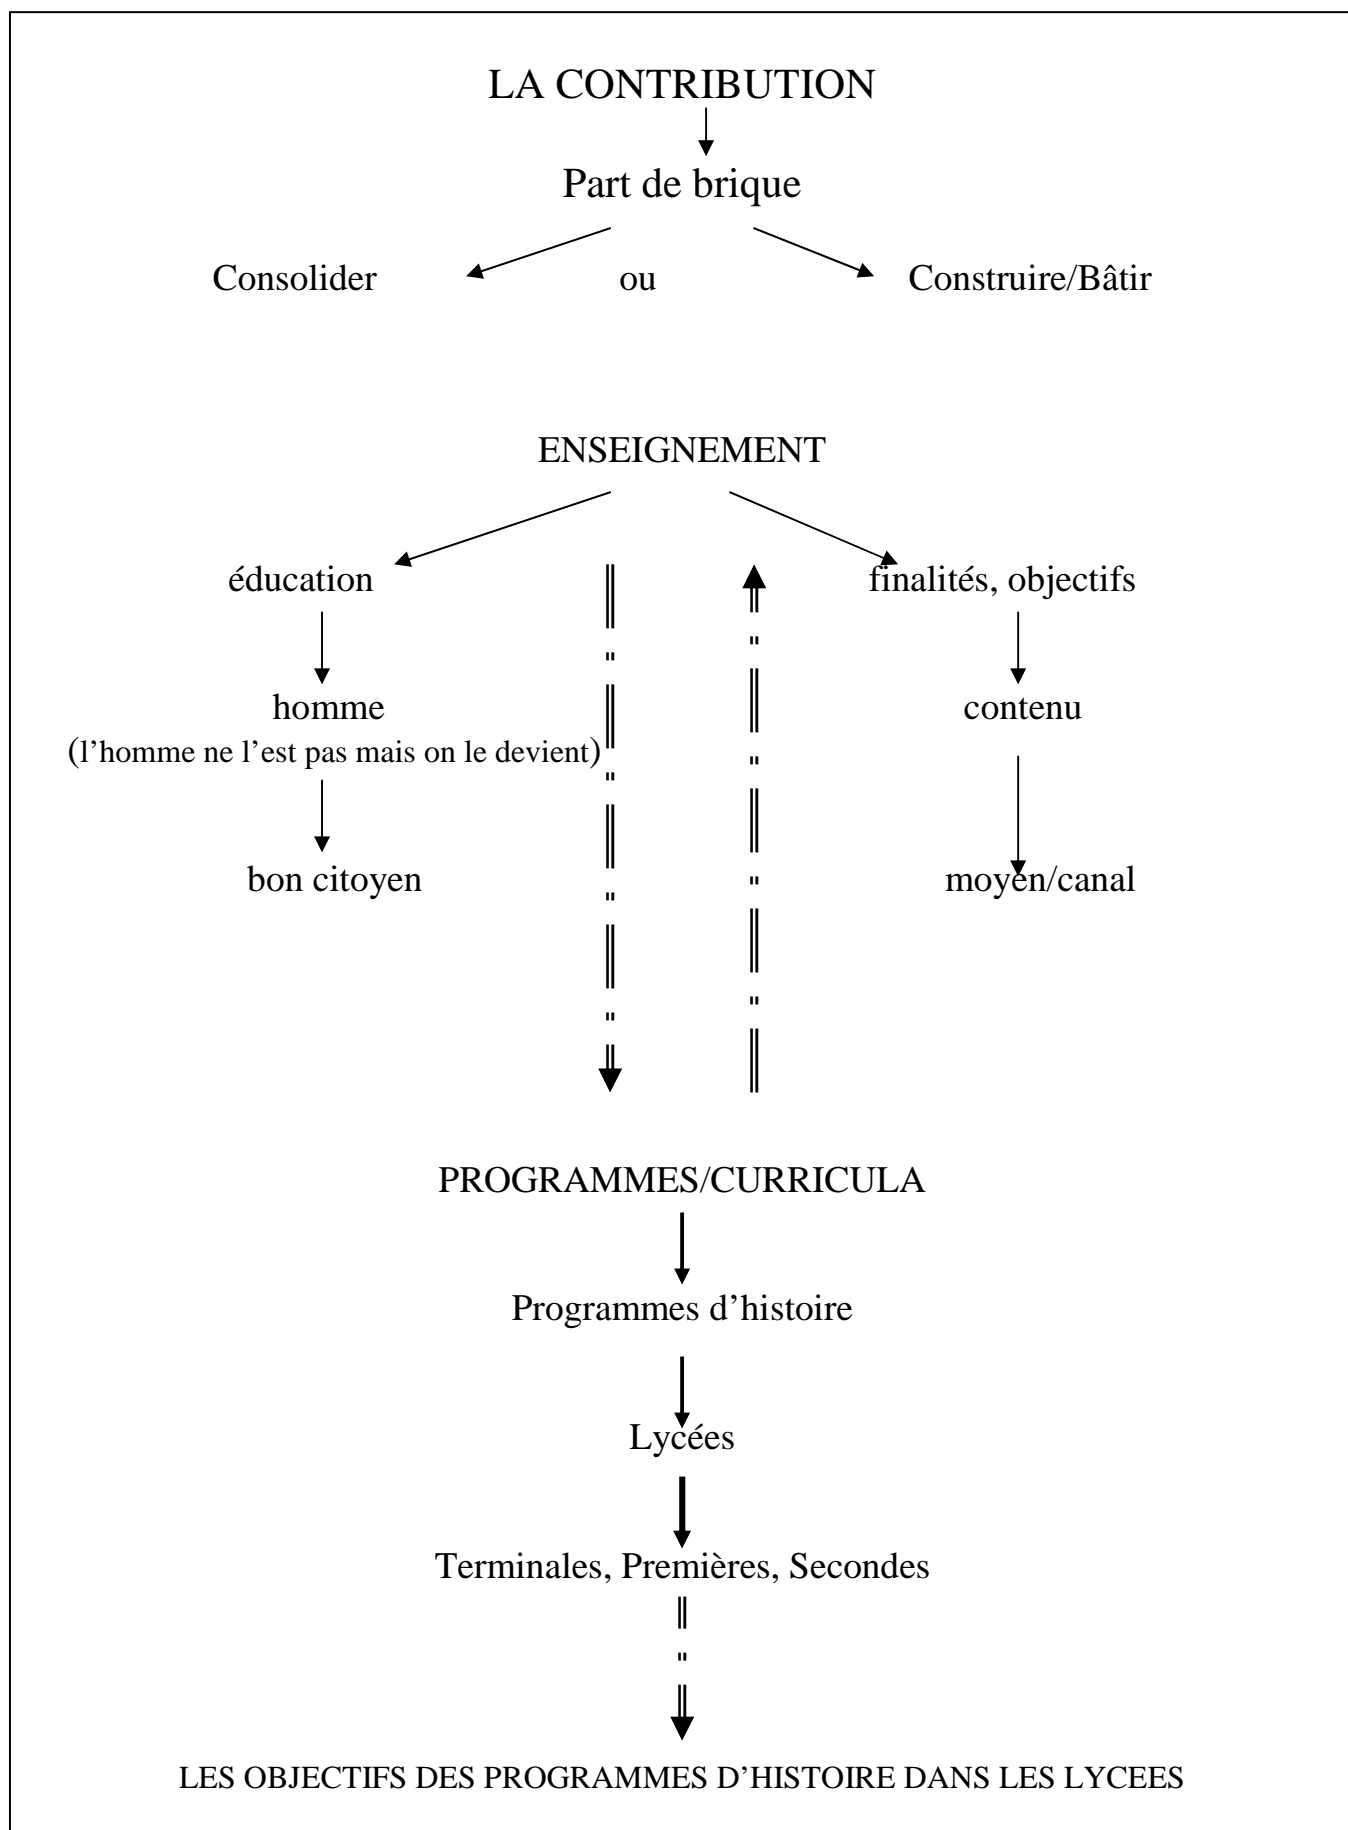 LA CONTRIBUTION
Part de brique
Consolider ou Construire/Bâtir
ENSEIGNEMENT
éducation finalités, objectifs
homme contenu
(l’homme ne l’est pas mais on le devient)
bon citoyen moyen/canal
PROGRAMMES/CURRICULA
Programmes d’histoire
Lycées
Terminales, Premières, Secondes
LES OBJECTIFS DES PROGRAMMES D’HISTOIRE DANS LES LYCEES